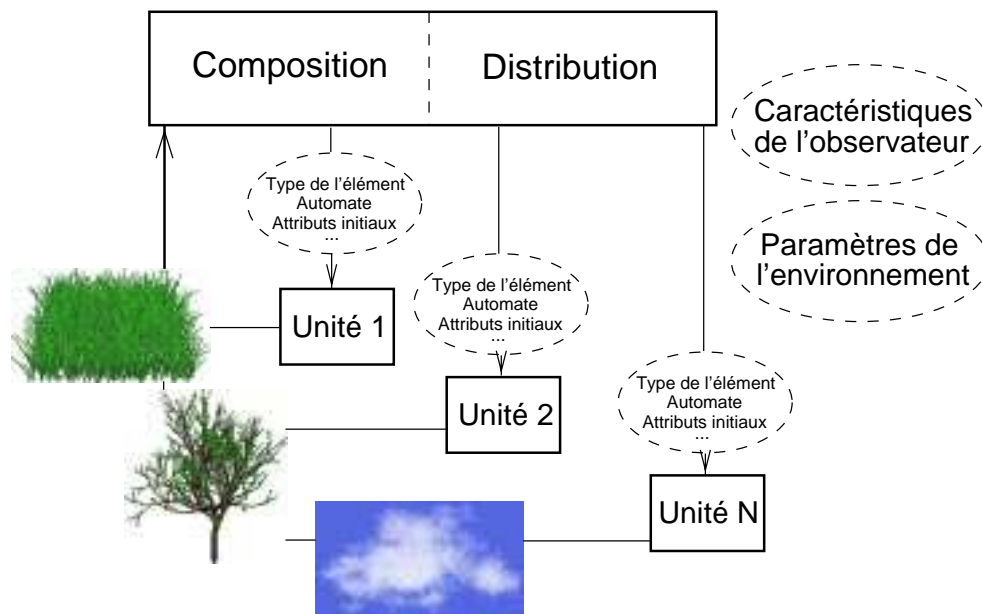 Composition
Distribution
Caractéristiques
de l'observateur
Type de l'élément
Automate
Attributs initiaux
...
Paramètres de
l'environnement
Unité 1
Type de l'élément
Automate
Attributs initiaux
...
Unité 2
Type de l'élément
Automate
Attributs initiaux
...
Unité N